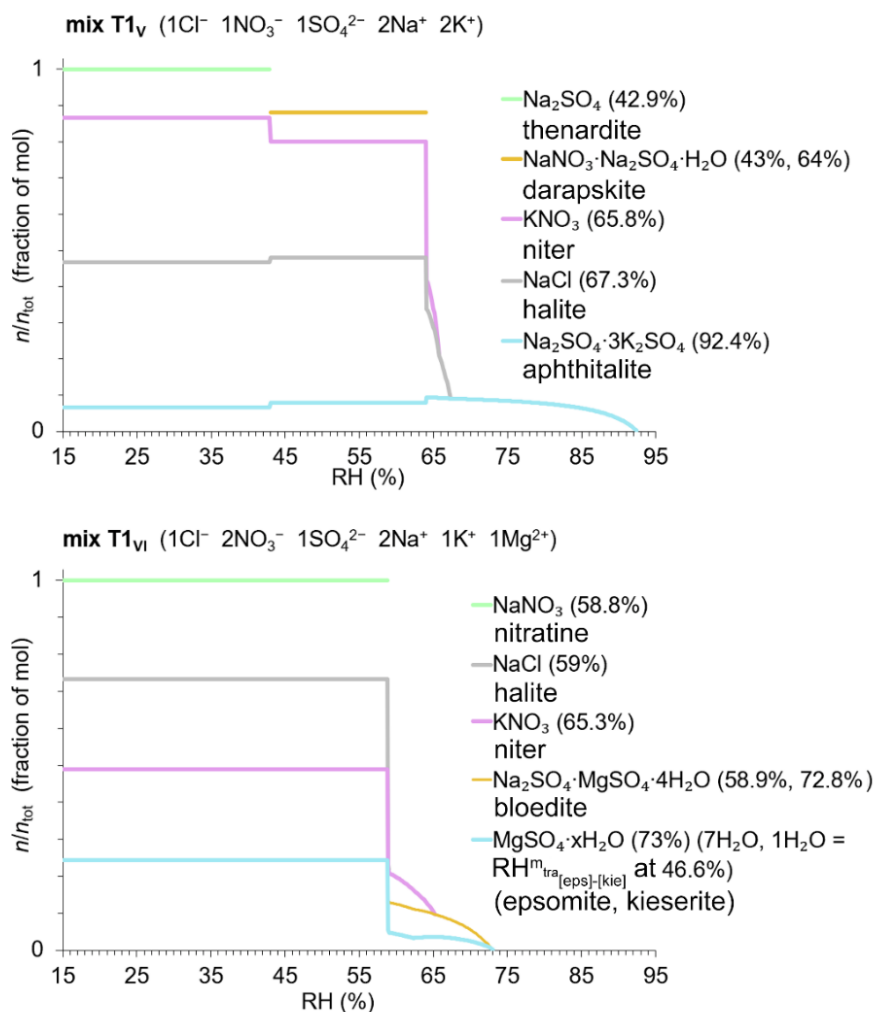 mix T1V (1Cl⁻ 1NO₃⁻ 1SO₄²⁻ 2Na⁺ 2K⁺)
1
Na₂SO₄ (42.9%)
thenardite
NaNO₃·Na₂SO₄·H₂O (43%, 64%)
darapskite
KNO₃ (65.8%)
niter
NaCl (67.3%)
halite
Na₂SO₄·3K₂SO₄ (92.4%)
aphthitalite
n/nₜₒₜ (fraction of mol)
0
15 25 35 45 55 65 75 85 95
RH (%)
mix T1VI (1Cl⁻ 2NO₃⁻ 1SO₄²⁻ 2Na⁺ 1K⁺ 1Mg²⁺)
1
NaNO₃ (58.8%)
nitratine
NaCl (59%)
halite
KNO₃ (65.3%)
niter
Na₂SO₄·MgSO₄·4H₂O (58.9%, 72.8%)
bloedite
MgSO₄·xH₂O (73%) (7H₂O, 1H₂O =
RHᵐtra[eps]-[kie] at 46.6%)
(epsomite, kieserite)
n/nₜₒₜ (fraction of mol)
0
15 25 35 45 55 65 75 85 95
RH (%)